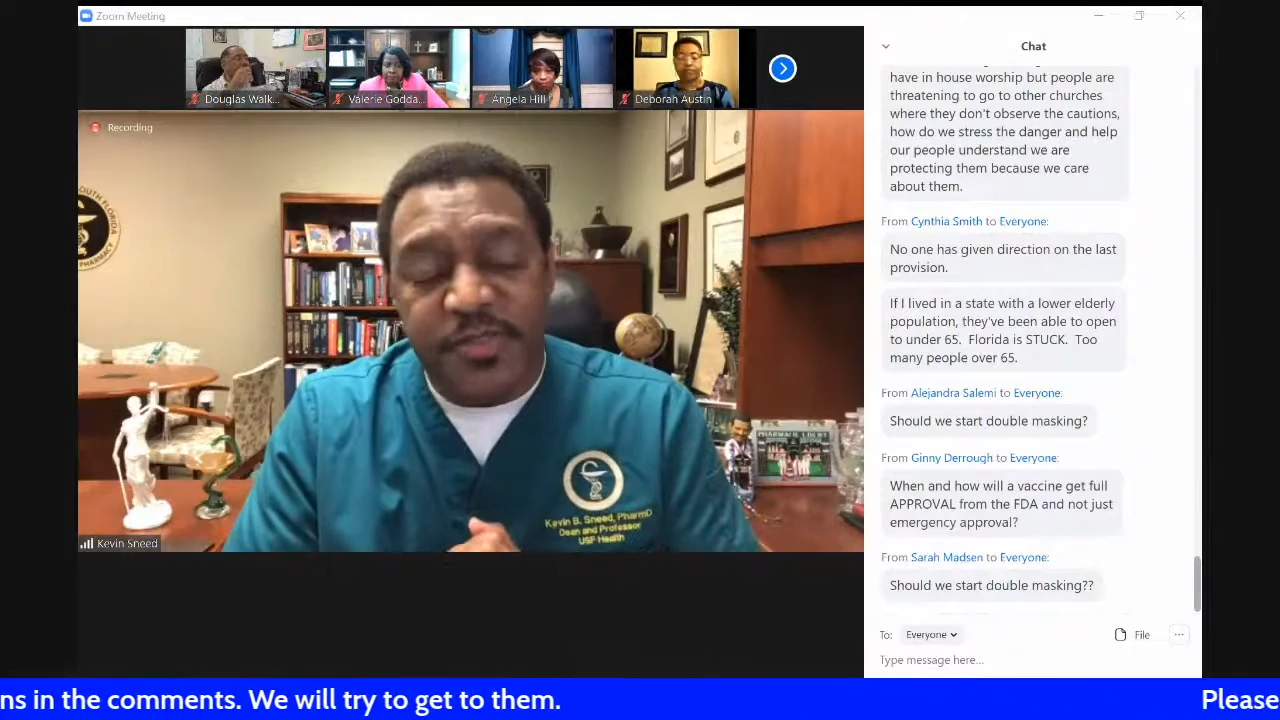 Zoom Meeting
Douglas Walk...
Valerie Godda...
Angela Hill
Deborah Austin
Recording
OUTH FLORIDA
PHARMACY
Kevin B. Sneed, PharmD
Dean and Professor
USF Health
Kevin Sneed
Chat
have in house worship but people are
threatening to go to other churches
where they don't observe the cautions,
how do we stress the danger and help
our people understand we are
protecting them because we care
about them.
From Cynthia Smith to Everyone:
No one has given direction on the last
provision.
If I lived in a state with a lower elderly
population, they've been able to open
to under 65. Florida is STUCK. Too
many people over 65.
From Alejandra Salemi to Everyone:
Should we start double masking?
From Ginny Derrough to Everyone:
When and how will a vaccine get full
APPROVAL from the FDA and not just
emergency approval?
From Sarah Madsen to Everyone:
Should we start double masking??
To: Everyone
File
Type message here...
ns in the comments. We will try to get to them.
Please